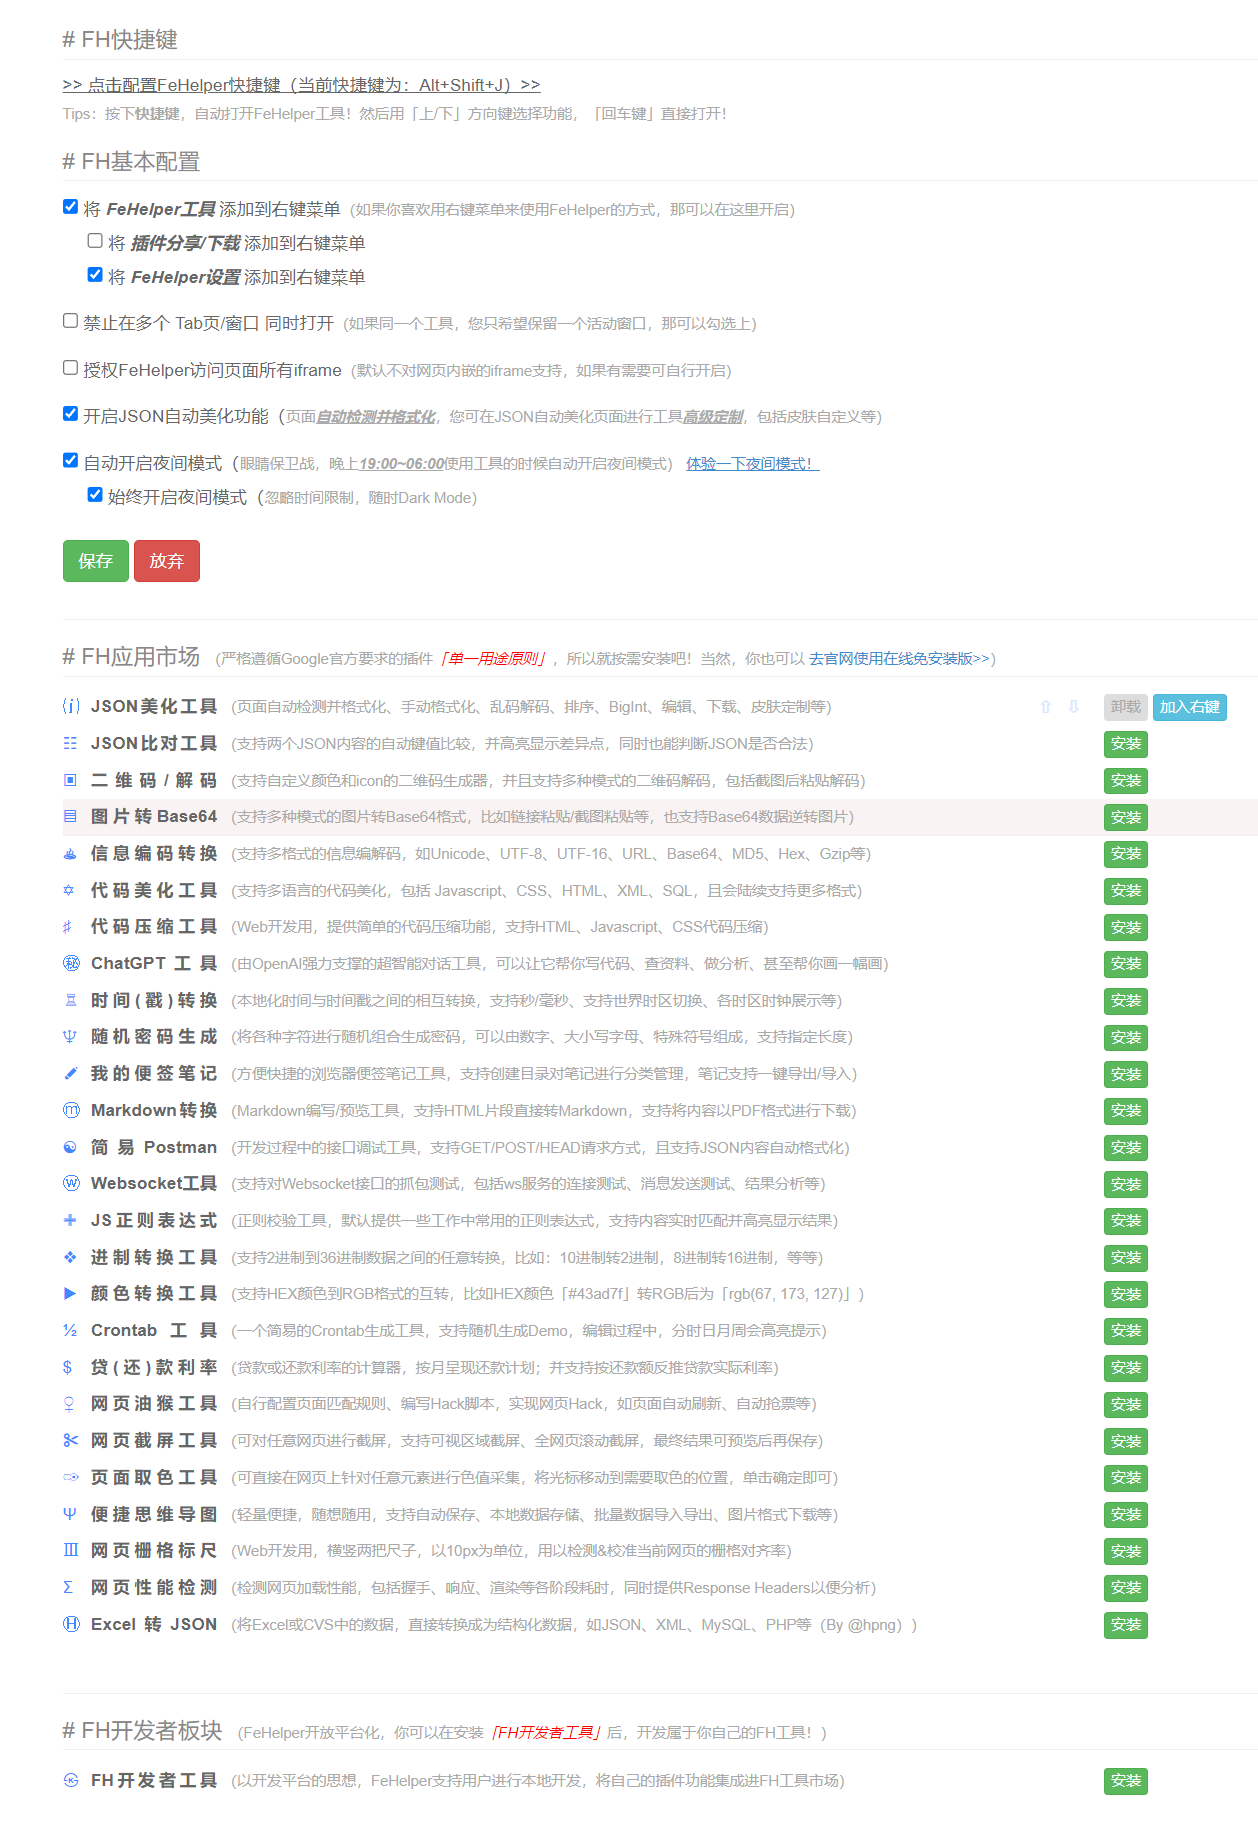 # FH快捷键
>> 点击配置FeHelper快捷键（当前快捷键为：Alt+Shift+J）>>
Tips：按下快捷键，自动打开FeHelper工具！然后用「上/下」方向键选择功能，「回车键」直接打开！
# FH基本配置
将 FeHelper工具 添加到右键菜单 (如果你喜欢用右键菜单来使用FeHelper的方式，那可以在这里开启)
将 插件分享/下载 添加到右键菜单
将 FeHelper设置 添加到右键菜单
禁止在多个 Tab页/窗口 同时打开 (如果同一个工具，您只希望保留一个活动窗口，那可以勾选上)
授权FeHelper访问页面所有iframe (默认不对网页内嵌的iframe支持，如果有需要可自行开启)
开启JSON自动美化功能（页面自动检测并格式化，您可在JSON自动美化页面进行工具高级定制，包括皮肤自定义等）
自动开启夜间模式（眼睛保卫战，晚上19:00~06:00使用工具的时候自动开启夜间模式） 体验一下夜间模式！
始终开启夜间模式（忽略时间限制，随时Dark Mode）
保存 放弃
# FH应用市场 (严格遵循Google官方要求的插件「单一用途原则」，所以就按需安装吧！当然，你也可以 去官网使用在线免安装版>>)
JSON美化工具 (页面自动检测并格式化、手动格式化、乱码解码、排序、BigInt、编辑、下载、皮肤定制等) ⇧ ⇩ 卸载 加入右键
JSON比对工具 (支持两个JSON内容的自动键值比较，并高亮显示差异点，同时也能判断JSON是否合法) 安装
二维码/解码 (支持自定义颜色和icon的二维码生成器，并且支持多种模式的二维码解码，包括截图后粘贴解码) 安装
图片转Base64 (支持多种模式的图片转Base64格式，比如链接粘贴/截图粘贴等，也支持Base64数据逆转图片) 安装
信息编码转换 (支持多格式的信息编解码，如Unicode、UTF-8、UTF-16、URL、Base64、MD5、Hex、Gzip等) 安装
代码美化工具 (支持多语言的代码美化，包括 Javascript、CSS、HTML、XML、SQL，且会陆续支持更多格式) 安装
代码压缩工具 (Web开发用，提供简单的代码压缩功能，支持HTML、Javascript、CSS代码压缩) 安装
㊙ ChatGPT工具 (由OpenAI强力支撑的超智能对话工具，可以让它帮你写代码、查资料、做分析、甚至帮你画一幅画) 安装
时间(戳)转换 (本地化时间与时间戳之间的相互转换，支持秒/毫秒、支持世界时区切换、各时区时钟展示等) 安装
随机密码生成 (将各种字符进行随机组合生成密码，可以由数字、大小写字母、特殊符号组成，支持指定长度) 安装
我的便签笔记 (方便快捷的浏览器便签笔记工具，支持创建目录对笔记进行分类管理，笔记支持一键导出/导入) 安装
ⓜ Markdown转换 (Markdown编写/预览工具，支持HTML片段直接转Markdown，支持将内容以PDF格式进行下载) 安装
简易Postman (开发过程中的接口调试工具，支持GET/POST/HEAD请求方式，且支持JSON内容自动格式化) 安装
ⓦ Websocket工具 (支持对Websocket接口的抓包测试，包括ws服务的连接测试、消息发送测试、结果分析等) 安装
JS正则表达式 (正则校验工具，默认提供一些工作中常用的正则表达式，支持内容实时匹配并高亮显示结果) 安装
进制转换工具 (支持2进制到36进制数据之间的任意转换，比如：10进制转2进制，8进制转16进制，等等) 安装
颜色转换工具 (支持HEX颜色到RGB格式的互转，比如HEX颜色「#43ad7f」转RGB后为「rgb(67, 173, 127)」) 安装
½ Crontab工具 (一个简易的Crontab生成工具，支持随机生成Demo，编辑过程中，分时日月周会高亮提示) 安装
$ 贷(还)款利率 (贷款或还款利率的计算器，按月呈现还款计划；并支持按还款额反推贷款实际利率) 安装
网页油猴工具 (自行配置页面匹配规则、编写Hack脚本，实现网页Hack，如页面自动刷新、自动抢票等) 安装
网页截屏工具 (可对任意网页进行截屏，支持可视区域截屏、全网页滚动截屏，最终结果可预览后再保存) 安装
页面取色工具 (可直接在网页上针对任意元素进行色值采集，将光标移动到需要取色的位置，单击确定即可) 安装
Ψ 便捷思维导图 (轻量便捷，随想随用，支持自动保存、本地数据存储、批量数据导入导出、图片格式下载等) 安装
Ⅲ 网页栅格标尺 (Web开发用，横竖两把尺子，以10px为单位，用以检测&校准当前网页的栅格对齐率) 安装
Σ 网页性能检测 (检测网页加载性能，包括握手、响应、渲染等各阶段耗时，同时提供Response Headers以便分析) 安装
Ⓗ Excel转JSON (将Excel或CVS中的数据，直接转换成为结构化数据，如JSON、XML、MySQL、PHP等（By @hpng）) 安装
# FH开发者板块 (FeHelper开放平台化，你可以在安装「FH开发者工具」后，开发属于你自己的FH工具！)
FH开发者工具 (以开发平台的思想，FeHelper支持用户进行本地开发，将自己的插件功能集成进FH工具市场) 安装